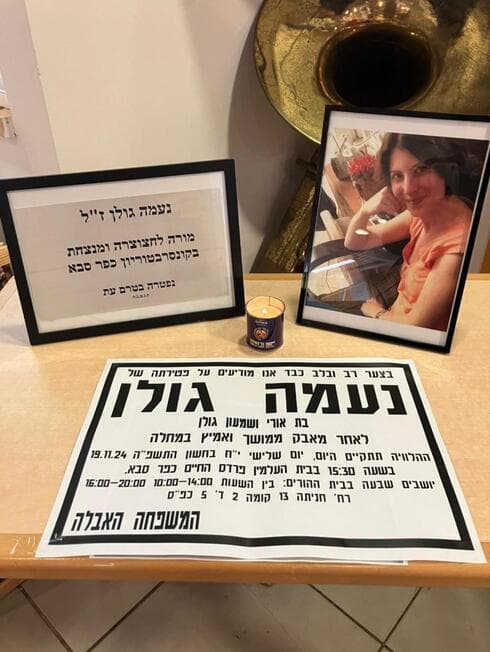 נעמה גולן ז"ל
מורה לחצוצרה ומנצחת
בקונסרבטוריון כפר סבא
נפטרה בטרם עת
ת.נ.צ.ב.ה
בצער רב ובלב כבד אנו מודיעים על פטירתה של
נעמה גולן
בת אורי ושמעון גולן
לאחר מאבק ממושך ואמיץ במחלה
ההלוויה תתקיים היום, יום שלישי י"ח בחשון התשפ"ה 19.11.24
בשעה 15:30 בבית העלמין פרדס החיים כפר סבא.
יושבים שבעה בבית ההורים: בין השעות 10:00-14:00 16:00-20:00
רח' חניתה 13 קומה 2 ד' 5 כפ"ס
המשפחה האבלה